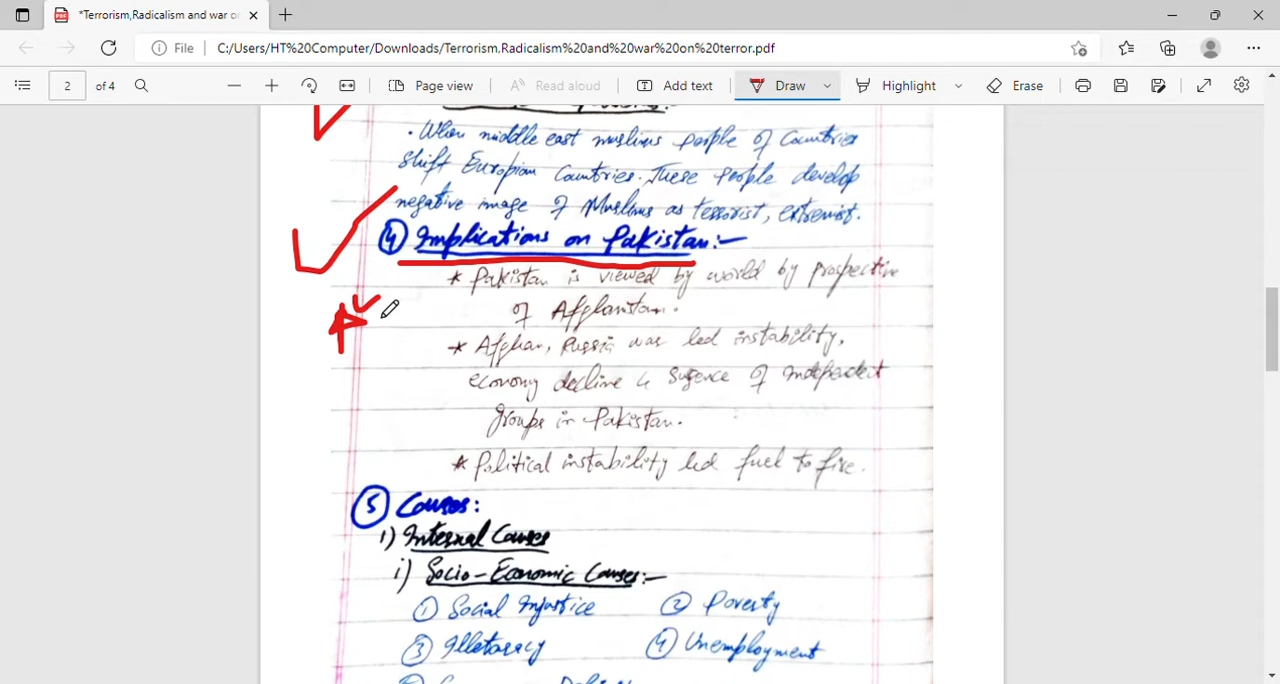 *Terrorism,Radicalism and war o
File
C:/Users/HT%20Computer/Downloads/Terrorism,Radicalism%20and%20war%20on%20terror.pdf
2 of 4
Page view
Read aloud
Add text
Draw
Highlight
Erase
. When middle east muslims people of Countries
shift Europian Countries. These people develop
negative image of Muslims as terrorist, extremist.
④ Implications on Pakistan:-
* Pakistan is viewed by world by prospective
of Afghanistan.
* Afghan, Russia was led instability,
economy decline & sugence of independent
groups in Pakistan.
* Political instability led fuel to fire.
⑤ Causes:
1) Internal Causes
i) Socio-Economic Causes:-
① Social Injustice ② Poverty
③ Illetaracy ④ Unemployment